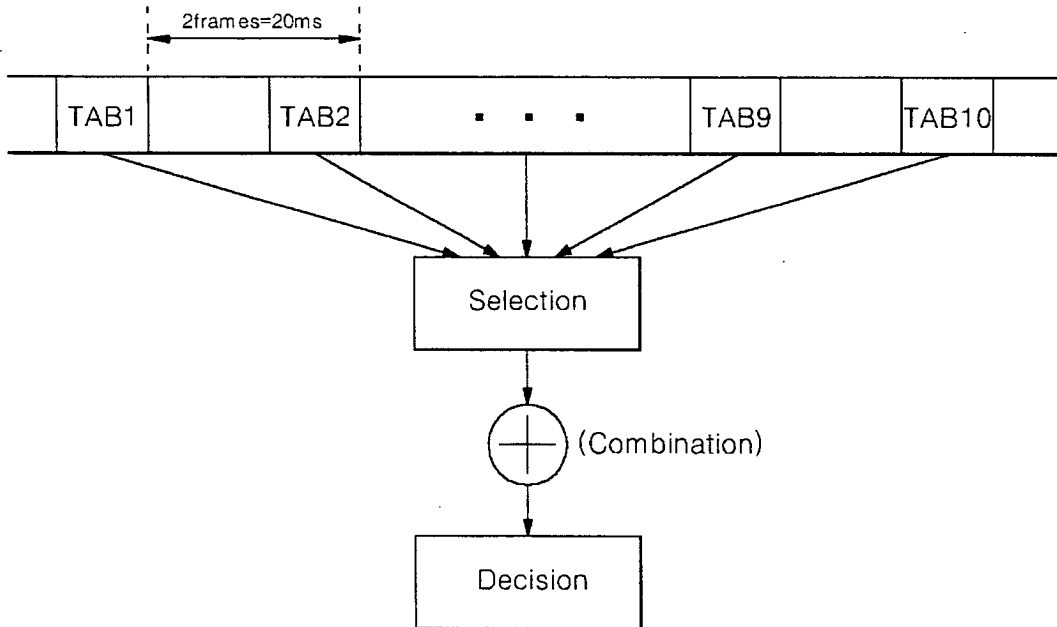 2frames=20ms
TAB1 TAB2 . . . TAB9 TAB10
Selection
(Combination)
Decision